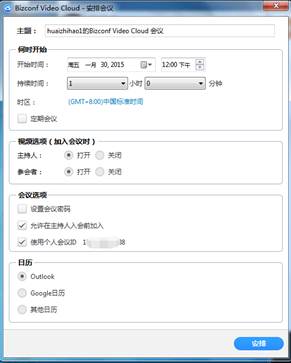 Bizconf Video Cloud - 安排会议
主题： huaizhihao1的Bizconf Video Cloud 会议
何时开始
开始时间： 周五 一月 30, 2015 12:00 下午
持续时间： 1 小时 0 分钟
时区： (GMT+8:00)中国标准时间
定期会议
视频选项（加入会议时）
主持人： 打开 关闭
参会者： 打开 关闭
会议选项
设置会议密码
允许在主持人入会前加入
使用个人会议ID
日历
Outlook
Google日历
其他日历
安排